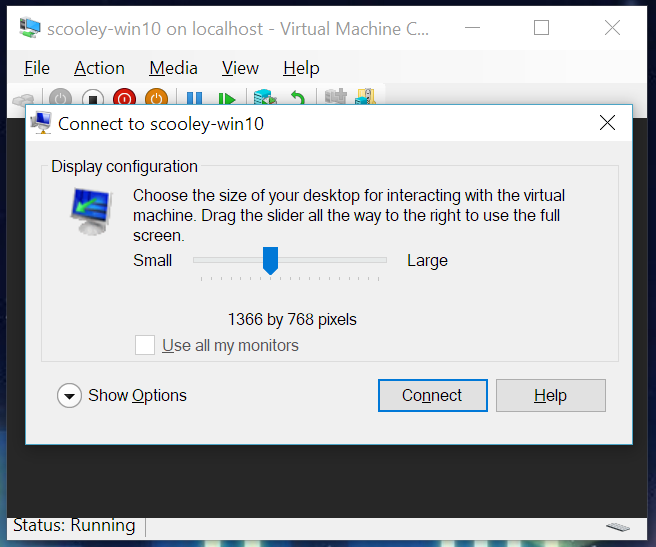 scooley-win10 on localhost - Virtual Machine C...
File Action Media View Help
Connect to scooley-win10
Display configuration
Choose the size of your desktop for interacting with the virtual
machine. Drag the slider all the way to the right to use the full
screen.
Small Large
1366 by 768 pixels
Use all my monitors
Show Options Connect Help
Status: Running